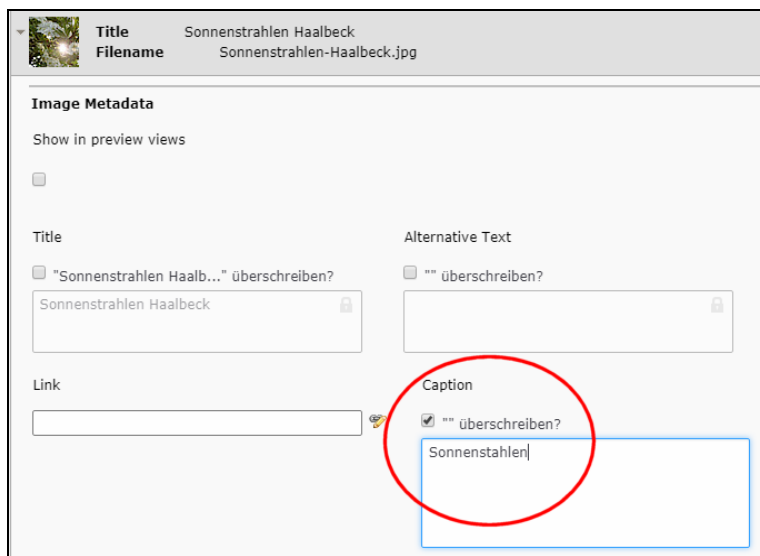 Title Sonnenstrahlen Haalbeck
Filename Sonnenstrahlen-Haalbeck.jpg
Image Metadata
Show in preview views
Title
"Sonnenstrahlen Haalb..." überschreiben?
Sonnenstrahlen Haalbeck
Alternative Text
"" überschreiben?
Link
Caption
"" überschreiben?
Sonnenstahlen